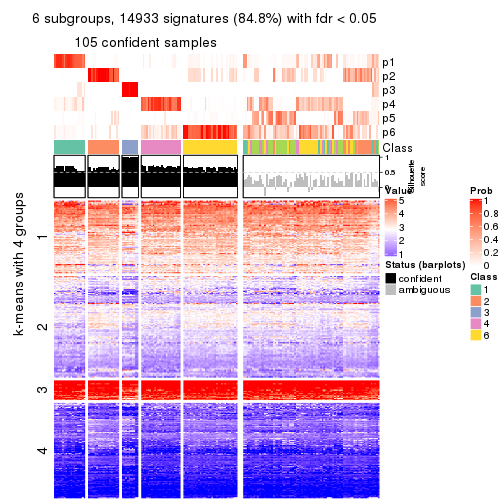 6 subgroups, 14933 signatures (84.8%) with fdr < 0.05
105 confident samples
p1
p2
p3
p4
p5
p6
Class
1
0.5
0
Silhouette
score
k-means with 4 groups
1
2
3
4
Value
5
4
3
2
1
Status (barplots)
confident
ambiguous
Prob
1
0.8
0.6
0.4
0.2
0
Class
1
2
3
4
6